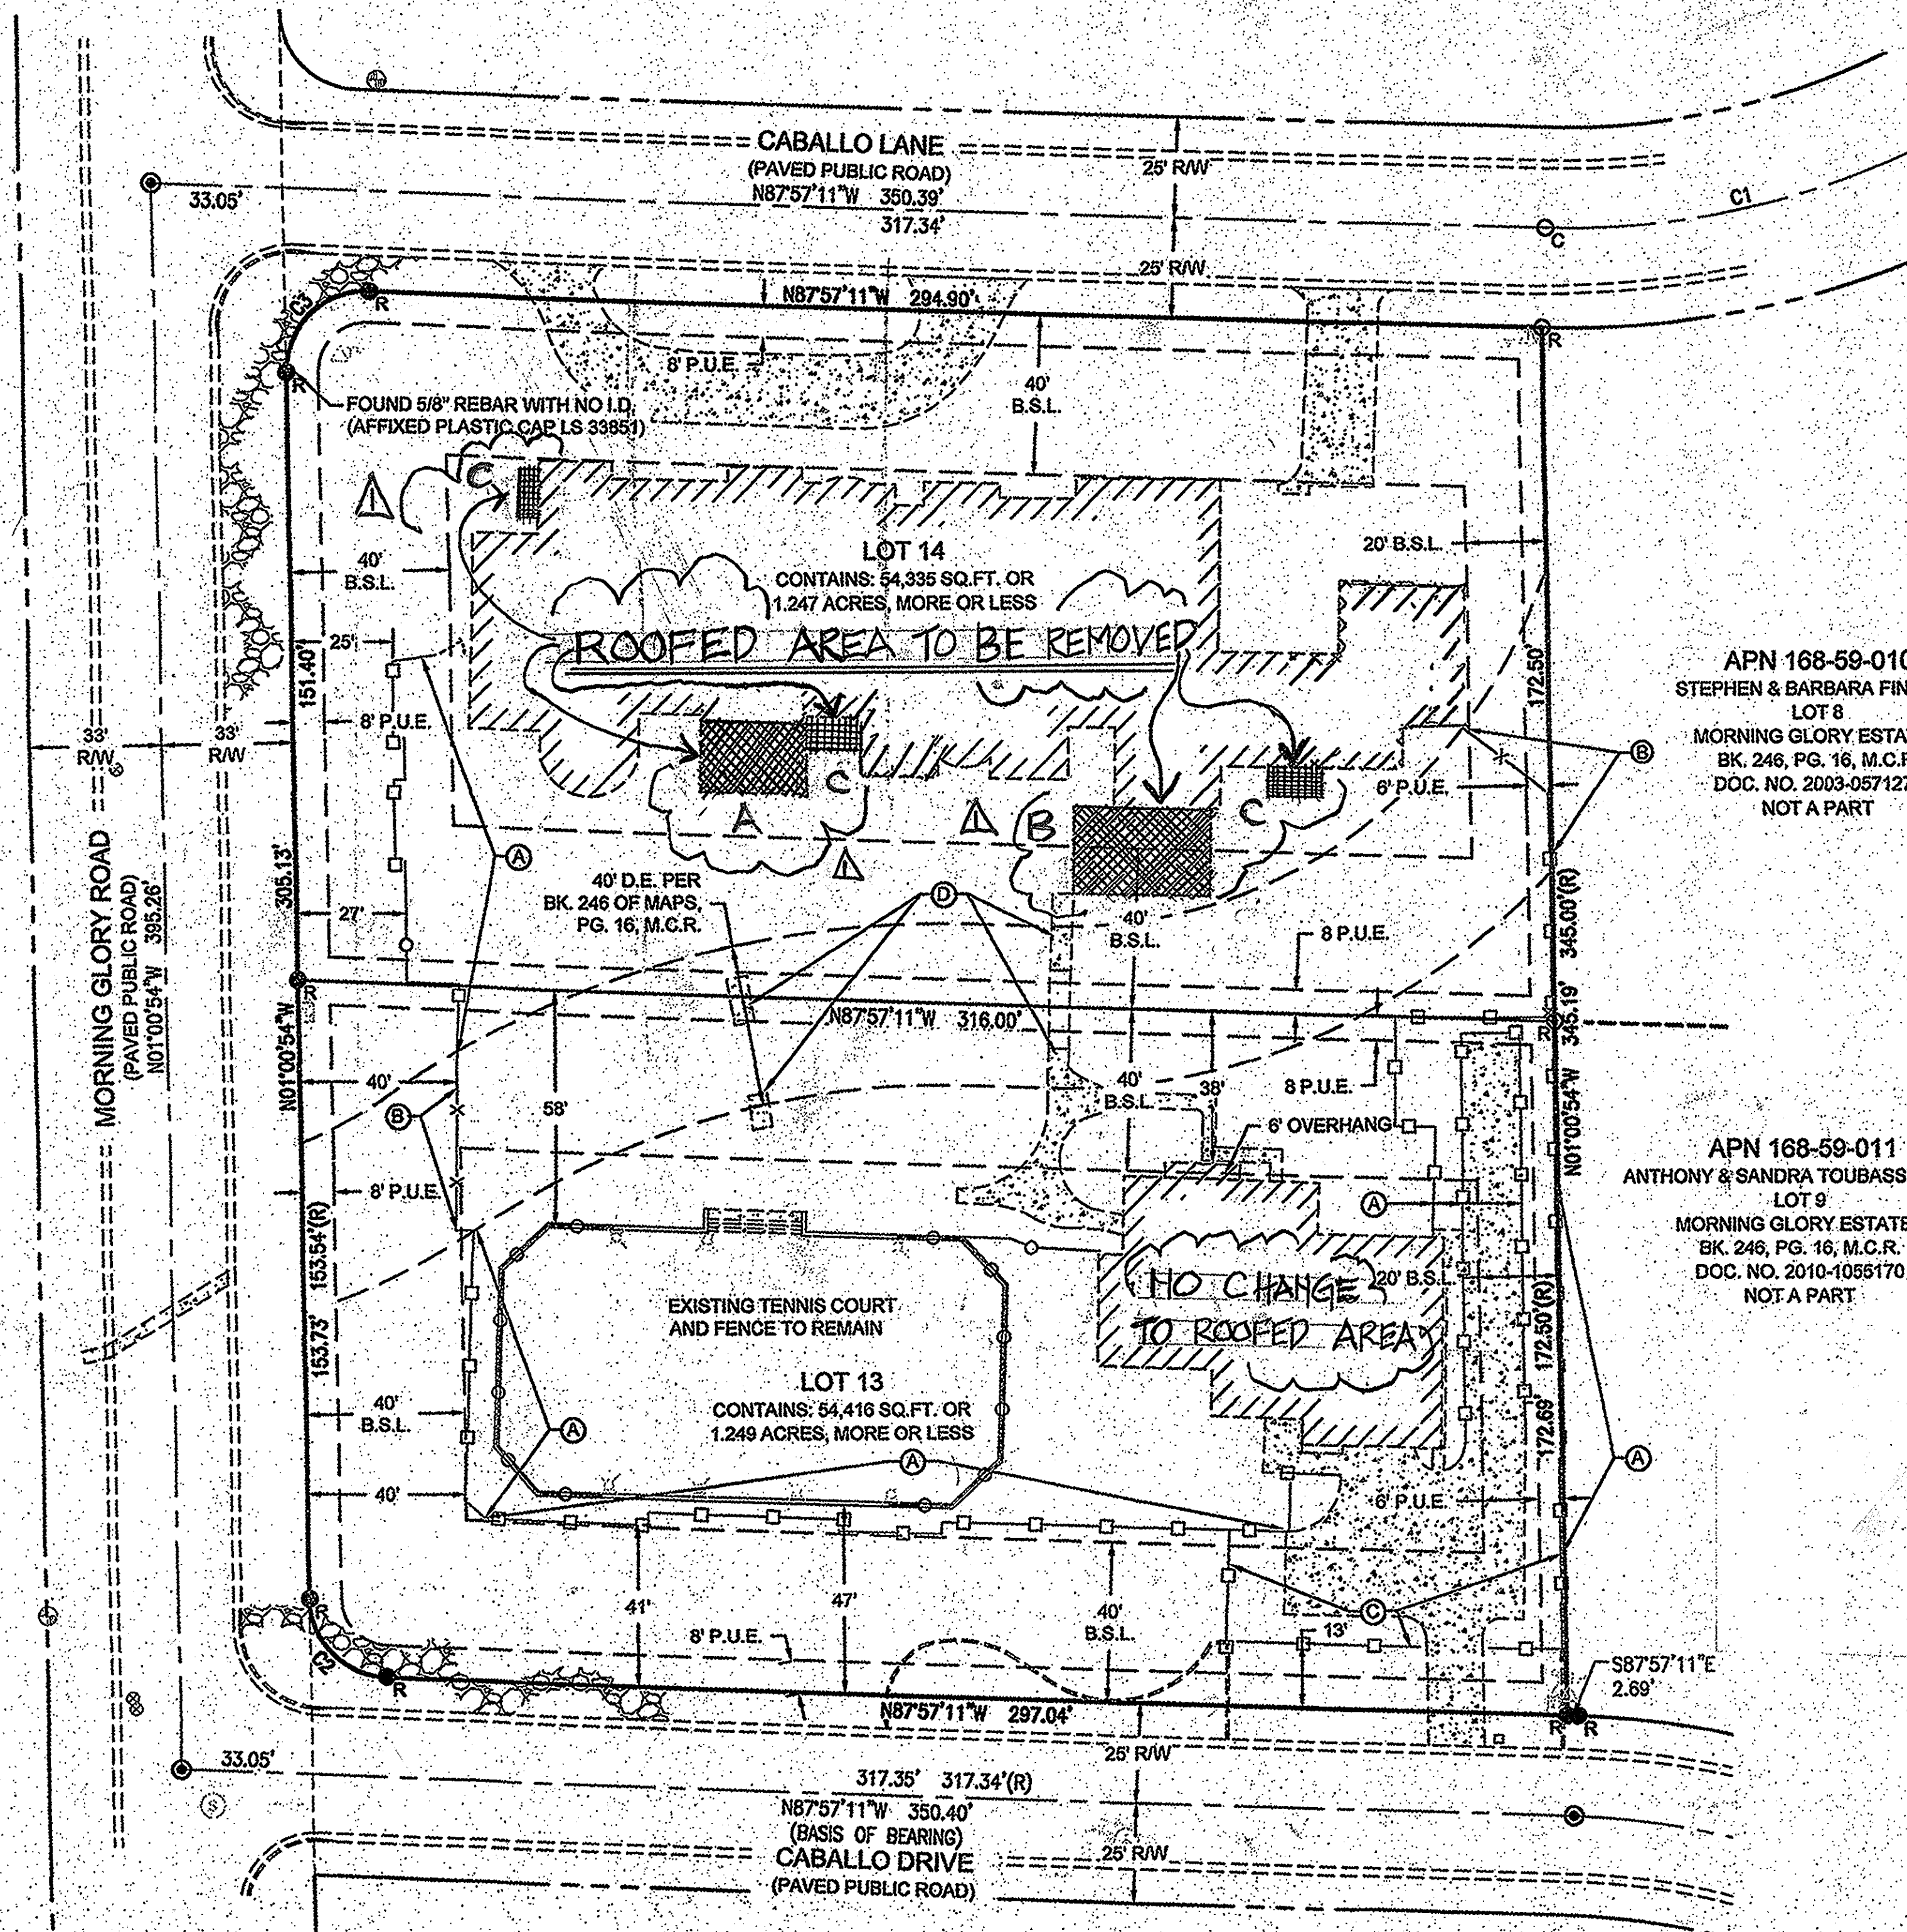 CABALLO LANE
(PAVED PUBLIC ROAD)
N87°57'11"W 350.39'
317.34'
33.05'
25' R/W
25' R/W
C1
C
C3
R
R
R
N87°57'11"W 294.90'
8' P.U.E.
40'
B.S.L.
FOUND 5/8" REBAR WITH NO I.D.
(AFFIXED PLASTIC CAP LS 33851)
C
1
40'
B.S.L.
20' B.S.L.
LOT 14
CONTAINS: 54,335 SQ.FT. OR
1.247 ACRES, MORE OR LESS
ROOFED AREA TO BE REMOVED
25'
151.40'
8' P.U.E.
33'
R/W
33'
R/W
172.50'
APN 168-59-010
STEPHEN & BARBARA FIN
LOT 8
MORNING GLORY ESTA
BK. 246, PG. 16, M.C.R
DOC. NO. 2003-057127
NOT A PART
B
6' P.U.E.
A
C
1
1
B
C
A
40' D.E. PER
BK. 246 OF MAPS,
PG. 16, M.C.R.
D
40'
B.S.L.
8 P.U.E.
27'
305.13'
345.19' 345.00'(R)
MORNING GLORY ROAD
(PAVED PUBLIC ROAD)
N01°00'54"W 395.26'
N01°00'54"W
R
N87°57'11"W 316.00'
R
40'
58'
40'
B.S.L.
38'
8 P.U.E.
B
6' OVERHANG
N01°00'54"W
APN 168-59-011
ANTHONY & SANDRA TOUBASS
LOT 9
MORNING GLORY ESTATE
BK. 246, PG. 16, M.C.R.
DOC. NO. 2010-1055170
NOT A PART
8' P.U.E.
A
153.73' 153.54'(R)
NO CHANGE
TO ROOFED AREA
20' B.S.L.
EXISTING TENNIS COURT
AND FENCE TO REMAIN
LOT 13
CONTAINS: 54,416 SQ.FT. OR
1.249 ACRES, MORE OR LESS
172.69' 172.50'(R)
40'
B.S.L.
A
A
A
40'
6' P.U.E.
41'
47'
40'
B.S.L.
C
13'
8' P.U.E.
R
C2
R
S87°57'11"E
2.69'
R
R
N87°57'11"W 297.04'
33.05'
25' R/W
317.35' 317.34'(R)
N87°57'11"W 350.40'
(BASIS OF BEARING)
CABALLO DRIVE
(PAVED PUBLIC ROAD)
25' R/W
S